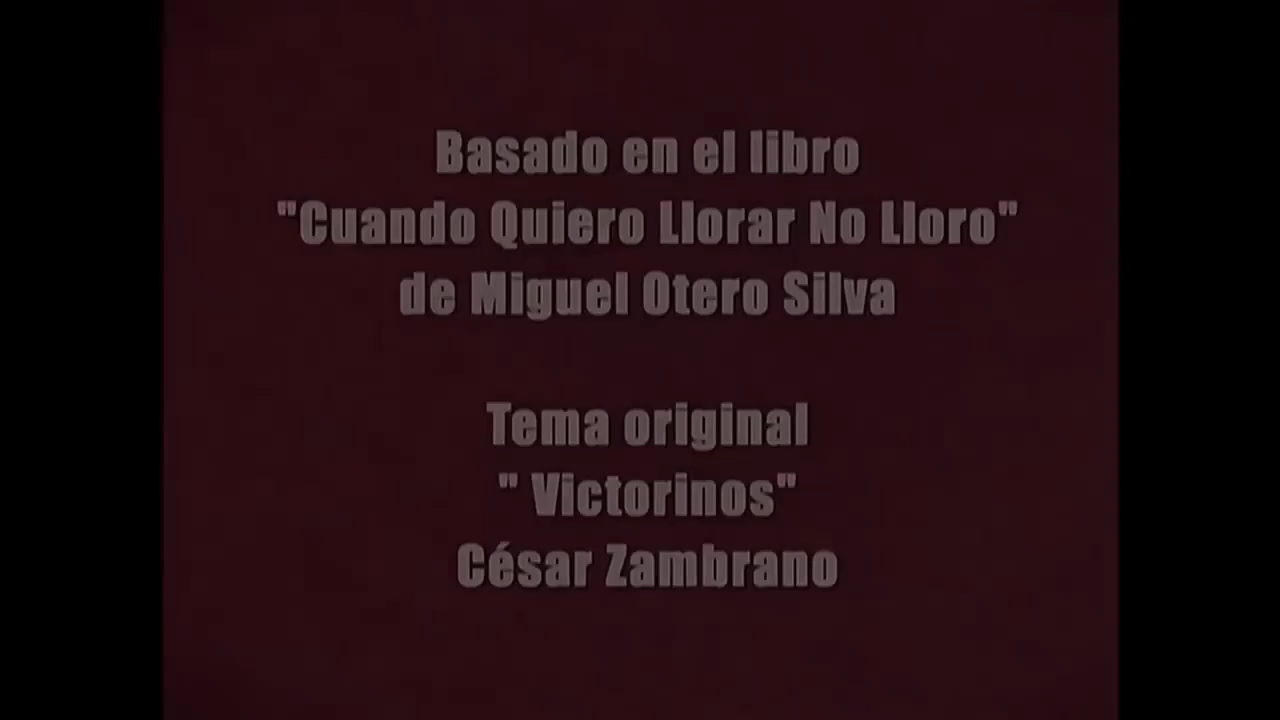 Basado en el libro
"Cuando Quiero Llorar No Lloro"
de Miguel Otero Silva
Tema original
" Victorinos"
César Zambrano